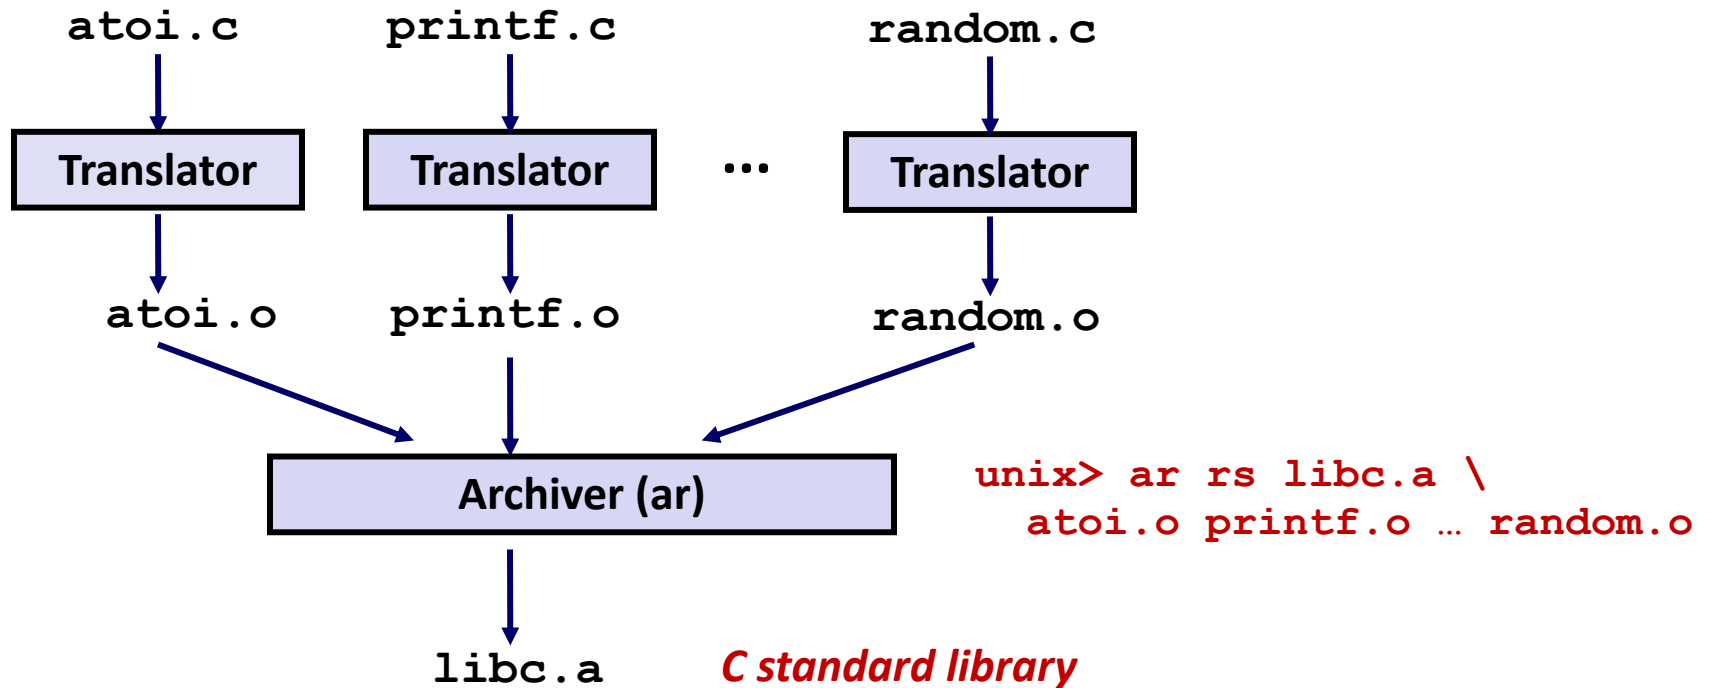 atoi.c printf.c random.c
Translator Translator ... Translator
atoi.o printf.o random.o
Archiver (ar)
unix> ar rs libc.a \
atoi.o printf.o … random.o
libc.a C standard library